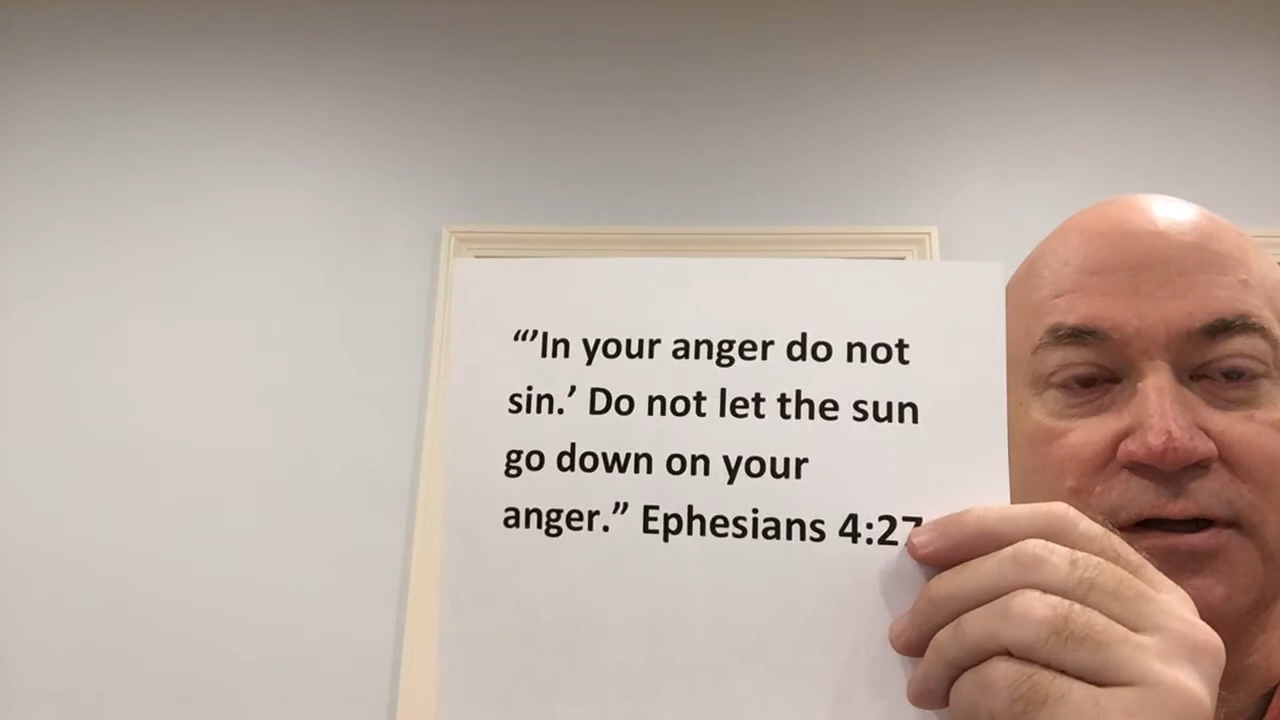 “’In your anger do not
sin.’ Do not let the sun
go down on your
anger.” Ephesians 4:27